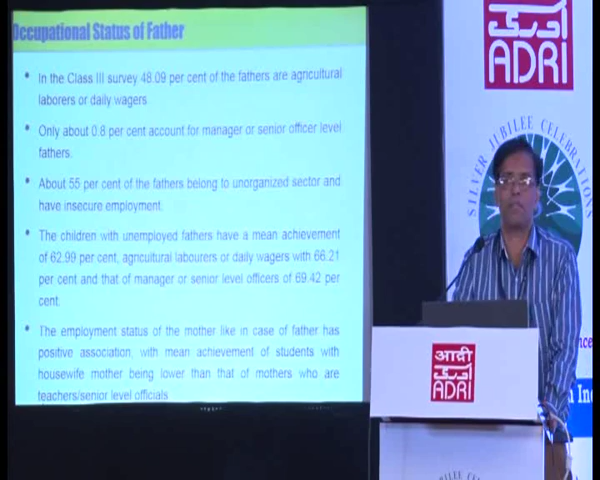 Occupational Status of Father
In the Class III survey 48.09 per cent of the fathers are agricultural
laborers or daily wagers
Only about 0.8 per cent account for manager or senior officer level
fathers.
About 55 per cent of the fathers belong to unorganized sector and
have insecure employment.
The children with unemployed fathers have a mean achievement
of 62.99 per cent, agricultural labourers or daily wagers with 66.21
per cent and that of manager or senior level officers of 69.42 per
cent.
The employment status of the mother like in case of father has
positive association, with mean achievement of students with
housewife mother being lower than that of mothers who are
teachers/senior level officials
ADRI
SILVER JUBILEE CELEBRATIONS
आद्री
آدری
ADRI